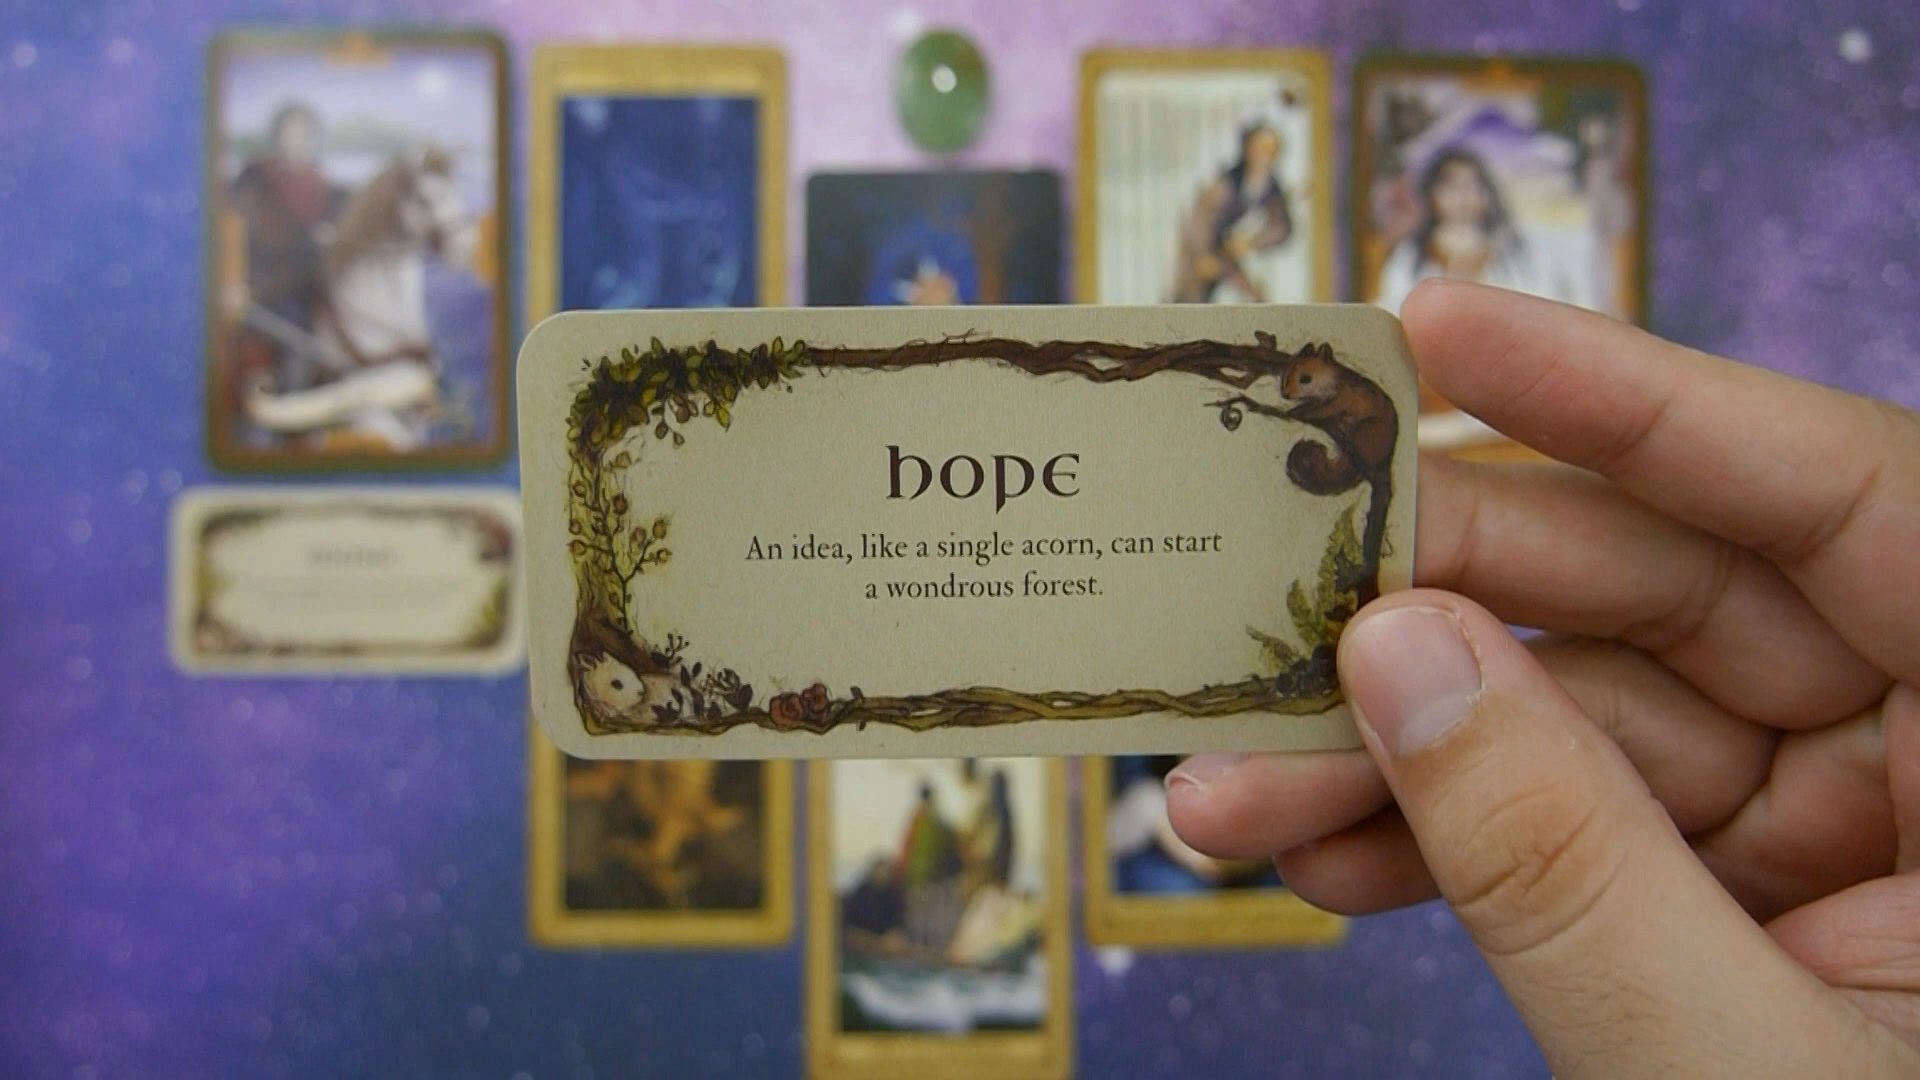 hope
An idea, like a single acorn, can start
a wondrous forest.